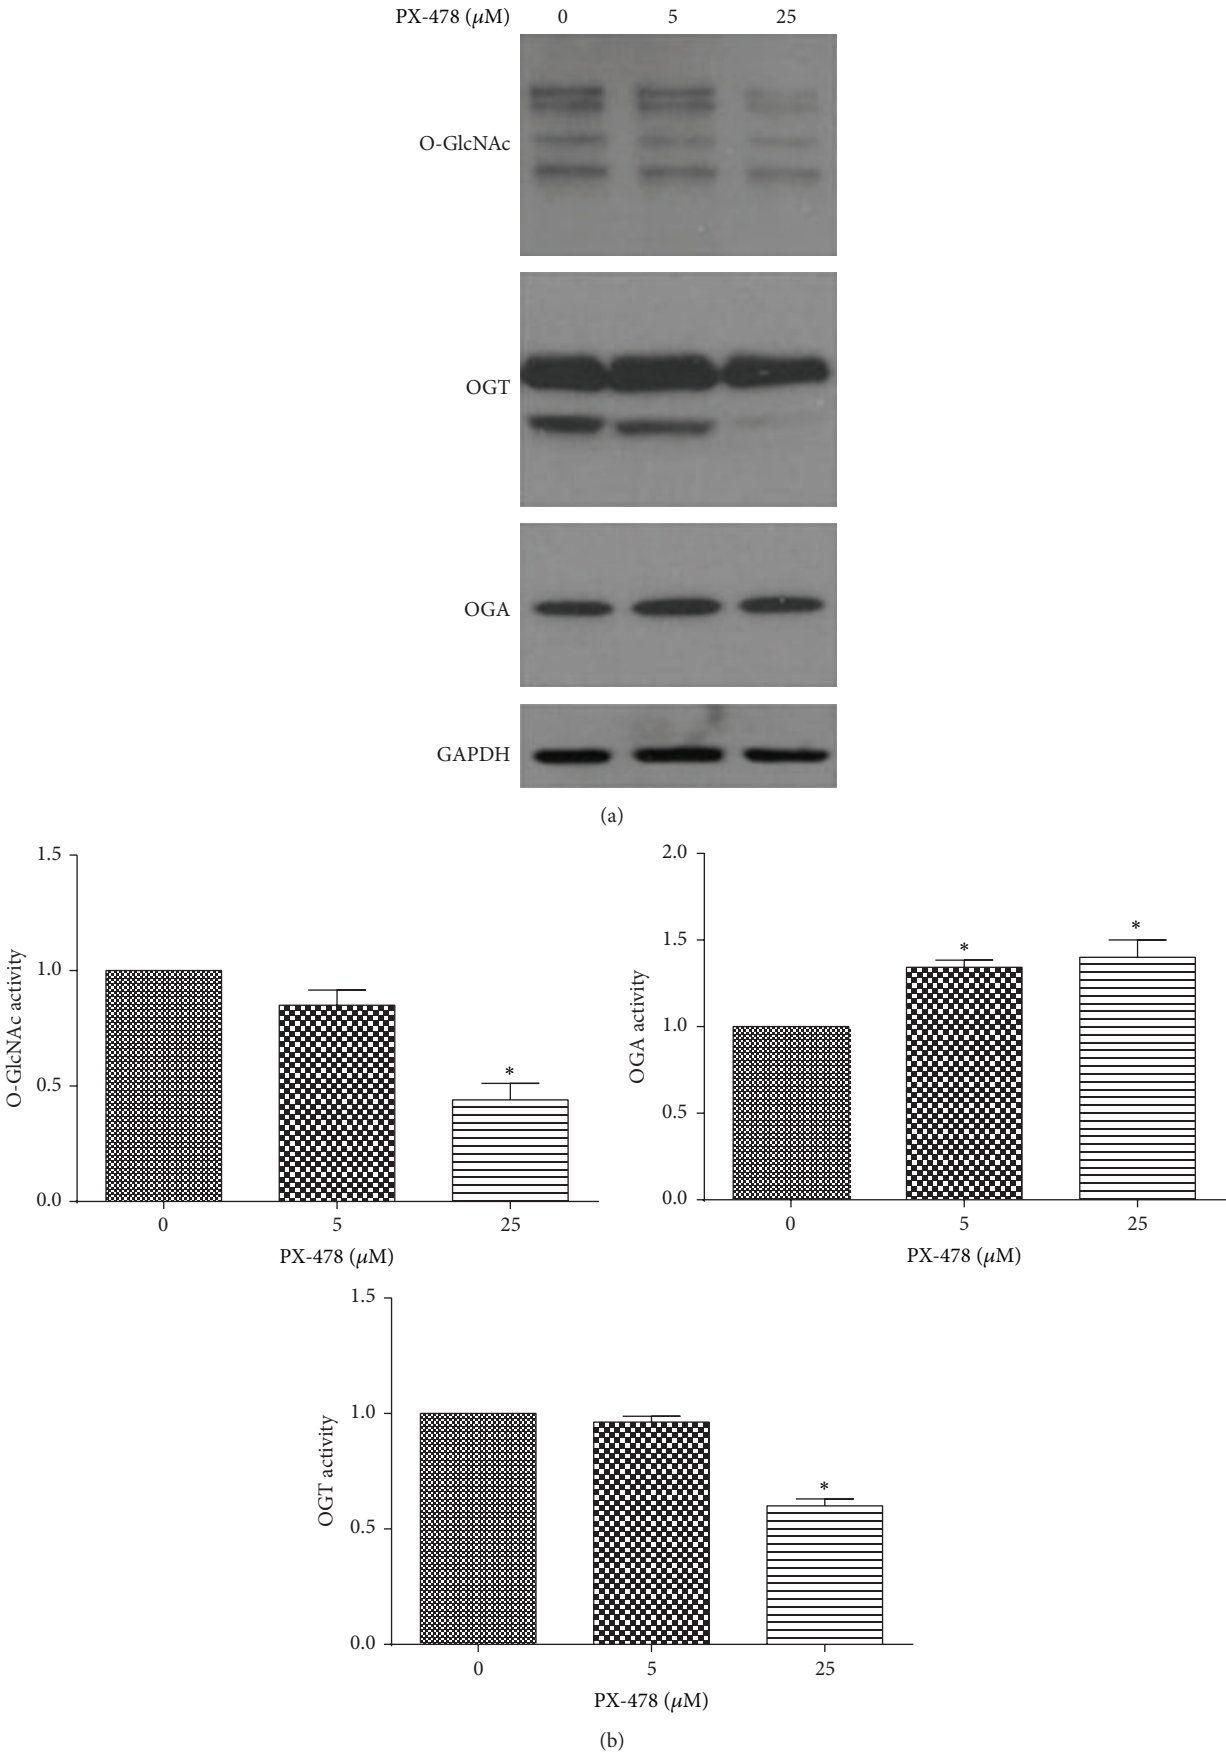 PX-478 (μM) 0 5 25
O-GlcNAc
OGT
OGA
GAPDH
(a)
1.5
1.0
0.5
0.0
O-GlcNAc activity
0 5 25
PX-478 (μM)
*
2.0
1.5
1.0
0.5
0.0
OGA activity
* *
0 5 25
PX-478 (μM)
1.5
1.0
0.5
0.0
OGT activity
*
0 5 25
PX-478 (μM)
(b)